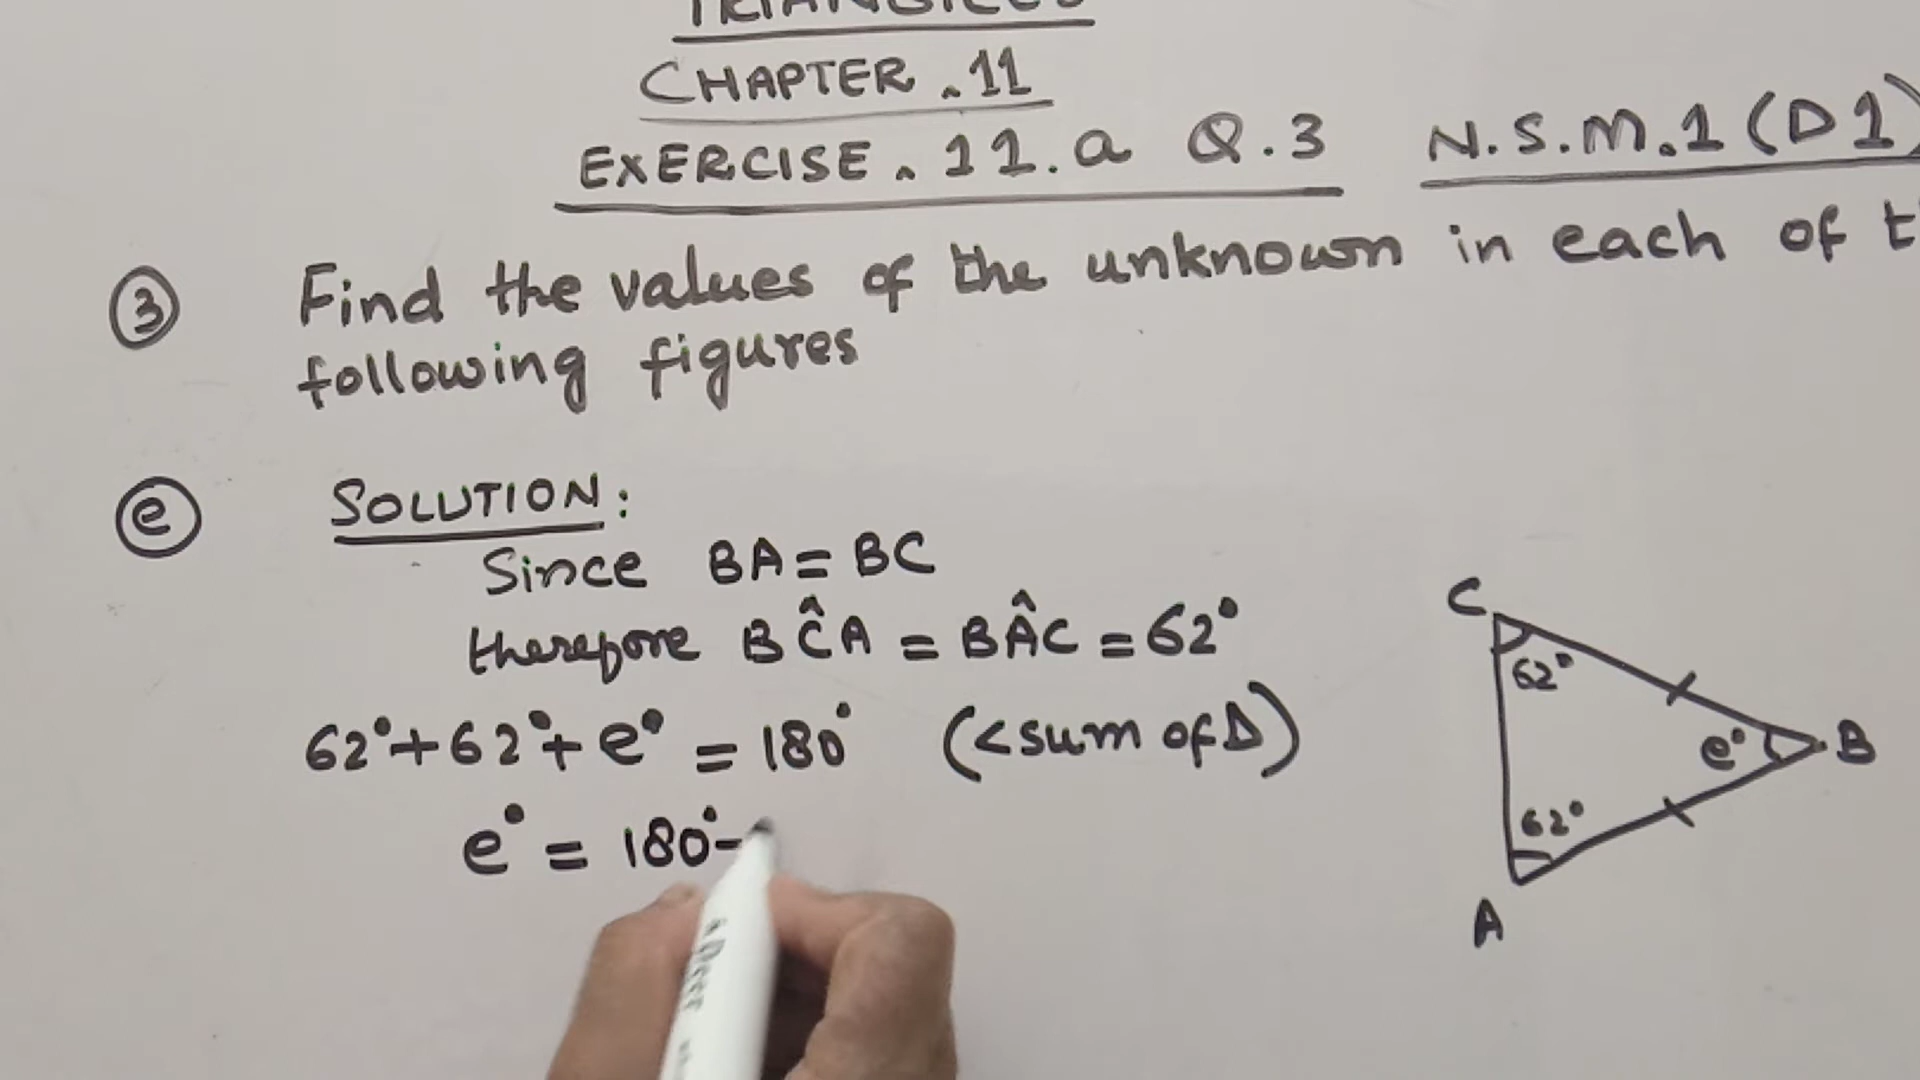 TRIANGLES
CHAPTER.11
EXERCISE.11.a Q.3 N.S.M.1(D1)
③ Find the values of the unknown in each of
following figures
ⓔ SOLUTION:
Since BA=BC
therefore BĈA = BÂC = 62°
62°+62°+e° = 180° (<sum of Δ)
e° = 180°-
C
62°
e° B
62°
A